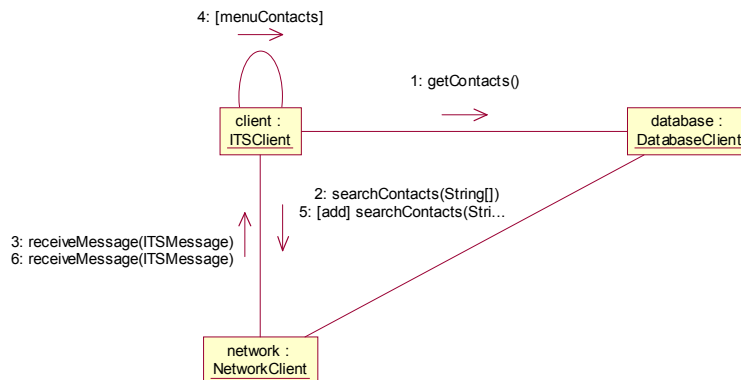 4: [menuContacts]
1: getContacts()
client :
ITSClient
database :
DatabaseClient
2: searchContacts(String[])
5: [add] searchContacts(Stri...
3: receiveMessage(ITSMessage)
6: receiveMessage(ITSMessage)
network :
NetworkClient